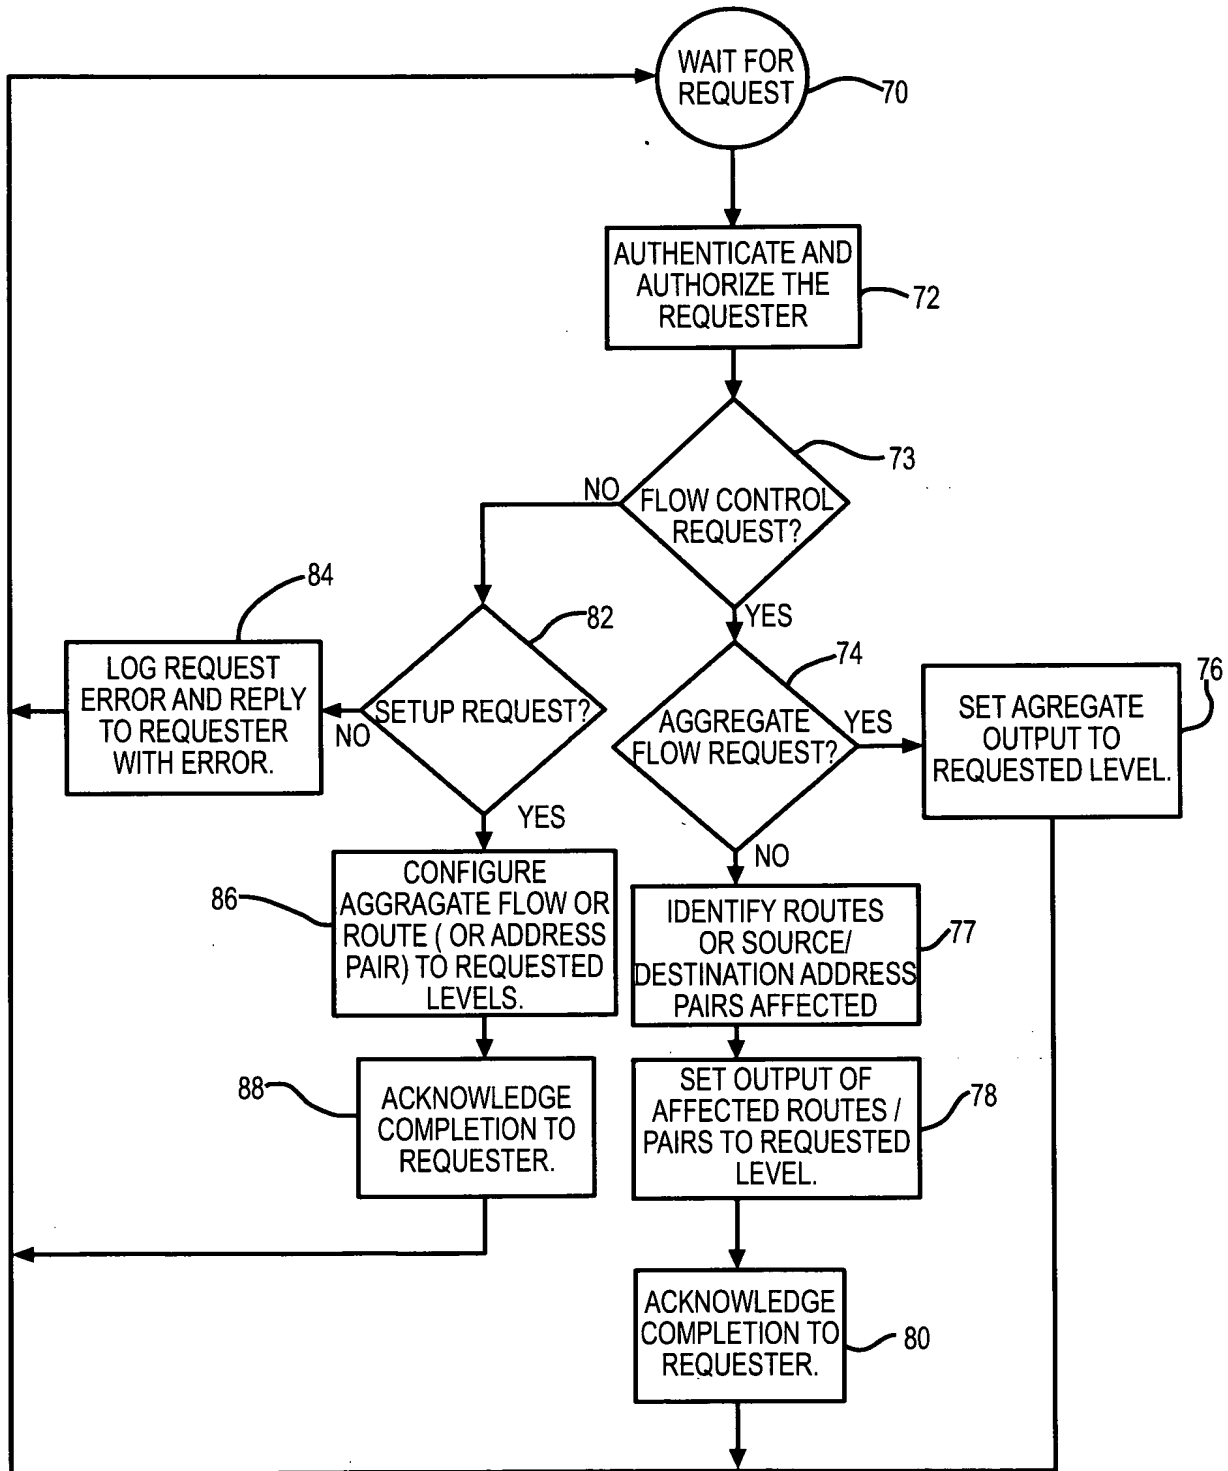 WAIT FOR
REQUEST
70
AUTHENTICATE AND
AUTHORIZE THE
REQUESTER
72
73
NO
FLOW CONTROL
REQUEST?
YES
84
LOG REQUEST
ERROR AND REPLY
TO REQUESTER
WITH ERROR.
82
SETUP REQUEST?
NO
YES
74
AGGREGATE
FLOW REQUEST?
YES
NO
76
SET AGREGATE
OUTPUT TO
REQUESTED LEVEL.
86
CONFIGURE
AGGRAGATE FLOW OR
ROUTE ( OR ADDRESS
PAIR) TO REQUESTED
LEVELS.
77
IDENTIFY ROUTES
OR SOURCE/
DESTINATION ADDRESS
PAIRS AFFECTED
88
ACKNOWLEDGE
COMPLETION TO
REQUESTER.
78
SET OUTPUT OF
AFFECTED ROUTES /
PAIRS TO REQUESTED
LEVEL.
ACKNOWLEDGE
COMPLETION TO
REQUESTER.
80